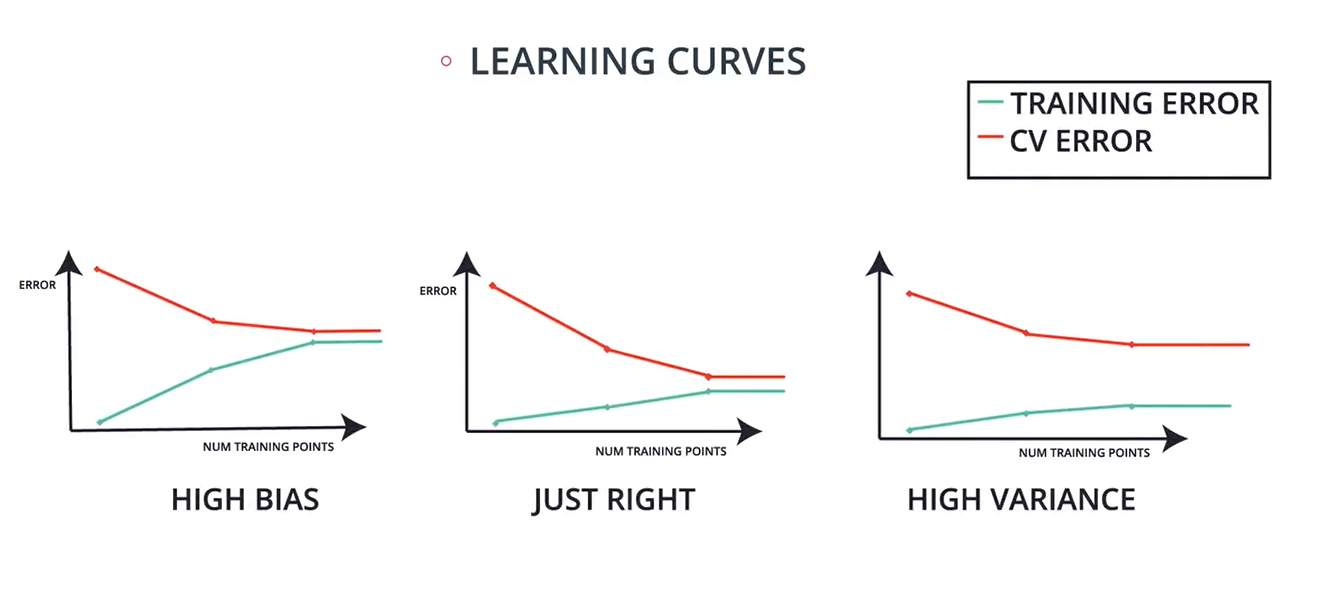 LEARNING CURVES
TRAINING ERROR
CV ERROR
ERROR
NUM TRAINING POINTS
HIGH BIAS
ERROR
NUM TRAINING POINTS
JUST RIGHT
NUM TRAINING POINTS
HIGH VARIANCE